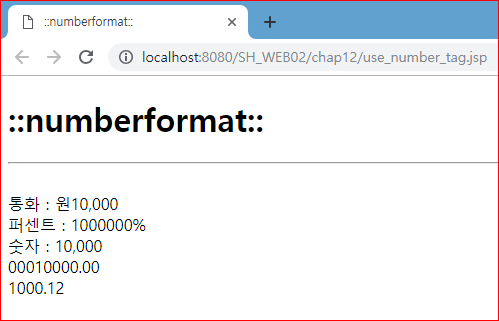 ::numberformat::
localhost:8080/SH_WEB02/chap12/use_number_tag.jsp
::numberformat::
통화 : 원10,000
퍼센트 : 1000000%
숫자 : 10,000
00010000.00
1000.12